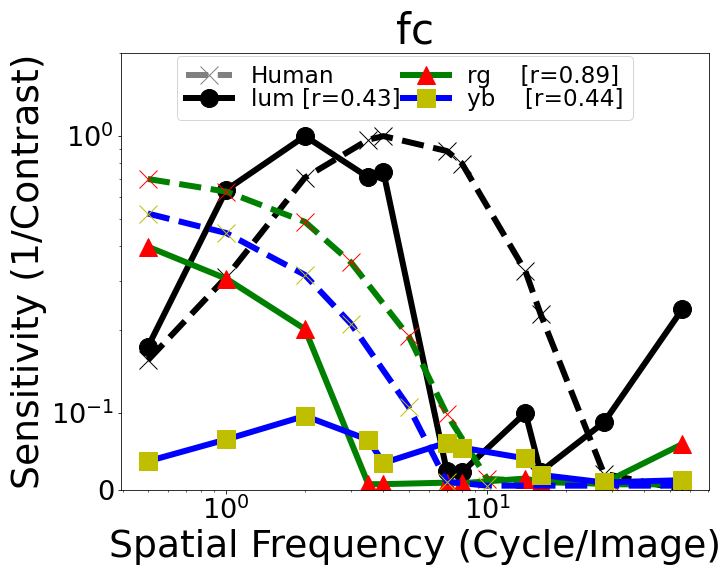 fc
Human
lum [r=0.43]
rg [r=0.89]
yb [r=0.44]
Sensitivity (1/Contrast)
10^0
10^-1
0
10^0
10^1
Spatial Frequency (Cycle/Image)